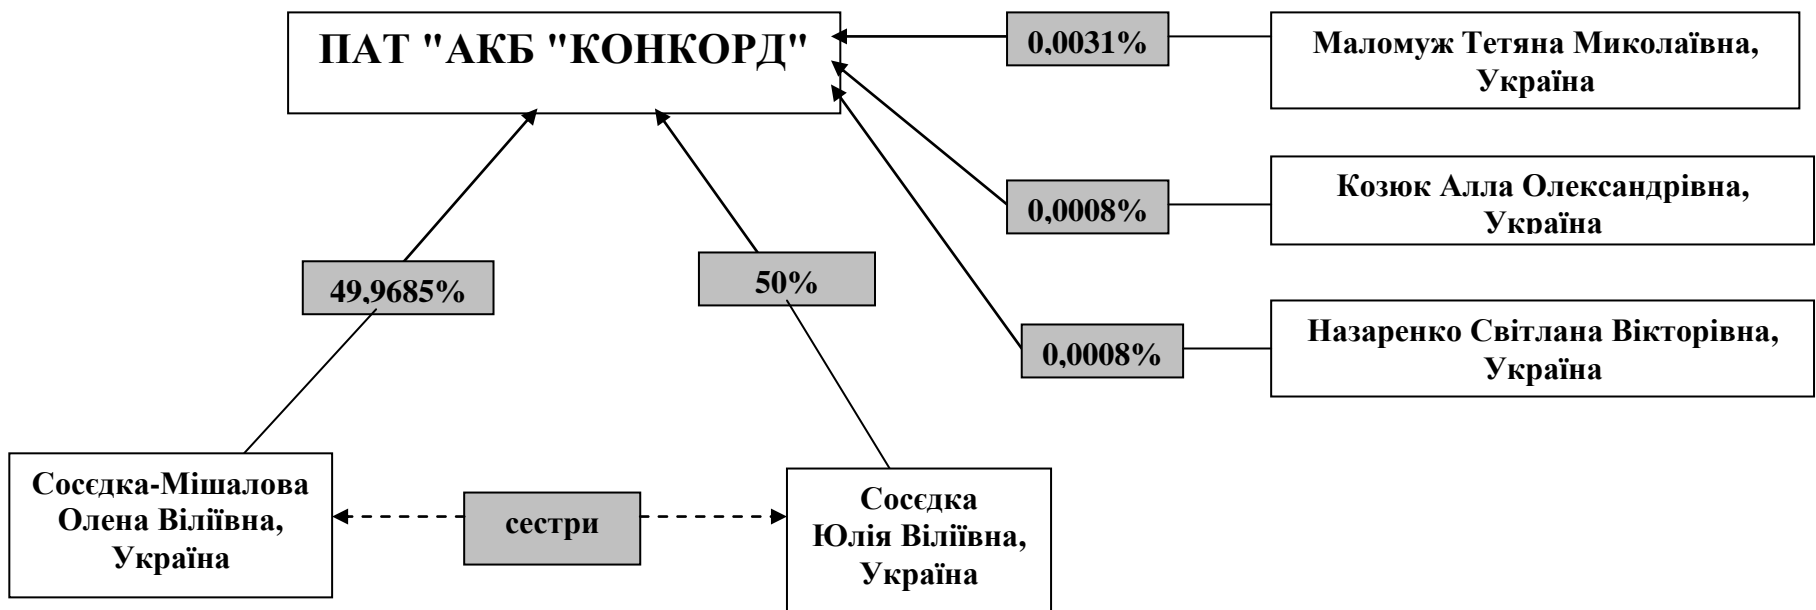 ПАТ "АКБ "КОНКОРД"
0,0031%
Маломуж Тетяна Миколаївна,
Україна
0,0008%
Козюк Алла Олександрівна,
Україна
49,9685%
50%
0,0008%
Назаренко Світлана Вікторівна,
Україна
Сосєдка-Мішалова
Олена Віліївна,
Україна
сестри
Сосєдка
Юлія Віліївна,
Україна